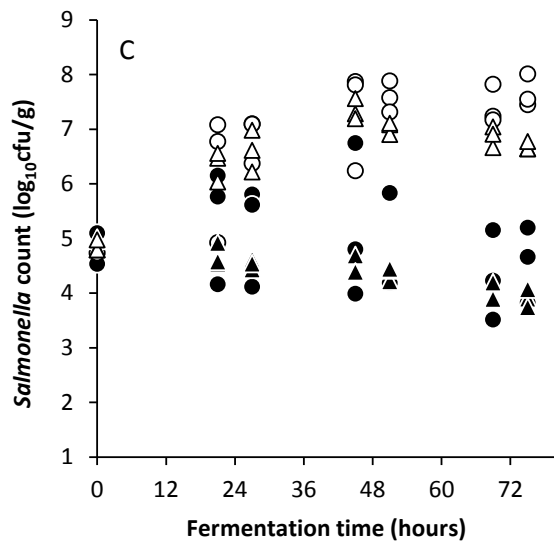 C
Salmonella count (log₁₀cfu/g)
9
8
7
6
5
4
3
2
1
0 12 24 36 48 60 72
Fermentation time (hours)